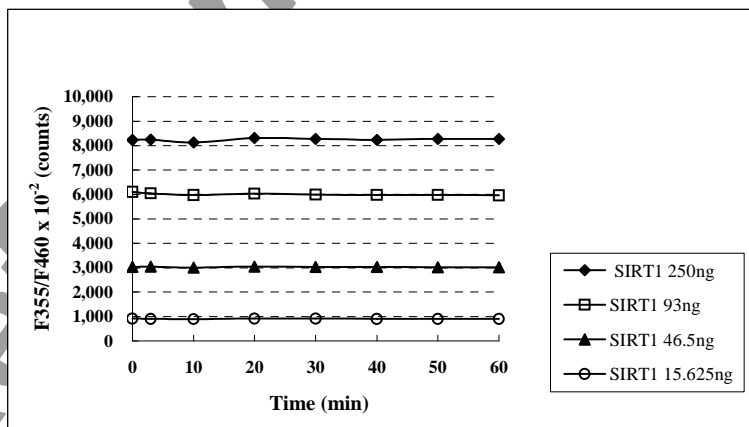 F355/F460 x 10-2 (counts)
10,000
9,000
8,000
7,000
6,000
5,000
4,000
3,000
2,000
1,000
0
0 10 20 30 40 50 60
Time (min)
SIRT1 250ng
SIRT1 93ng
SIRT1 46.5ng
SIRT1 15.625ng